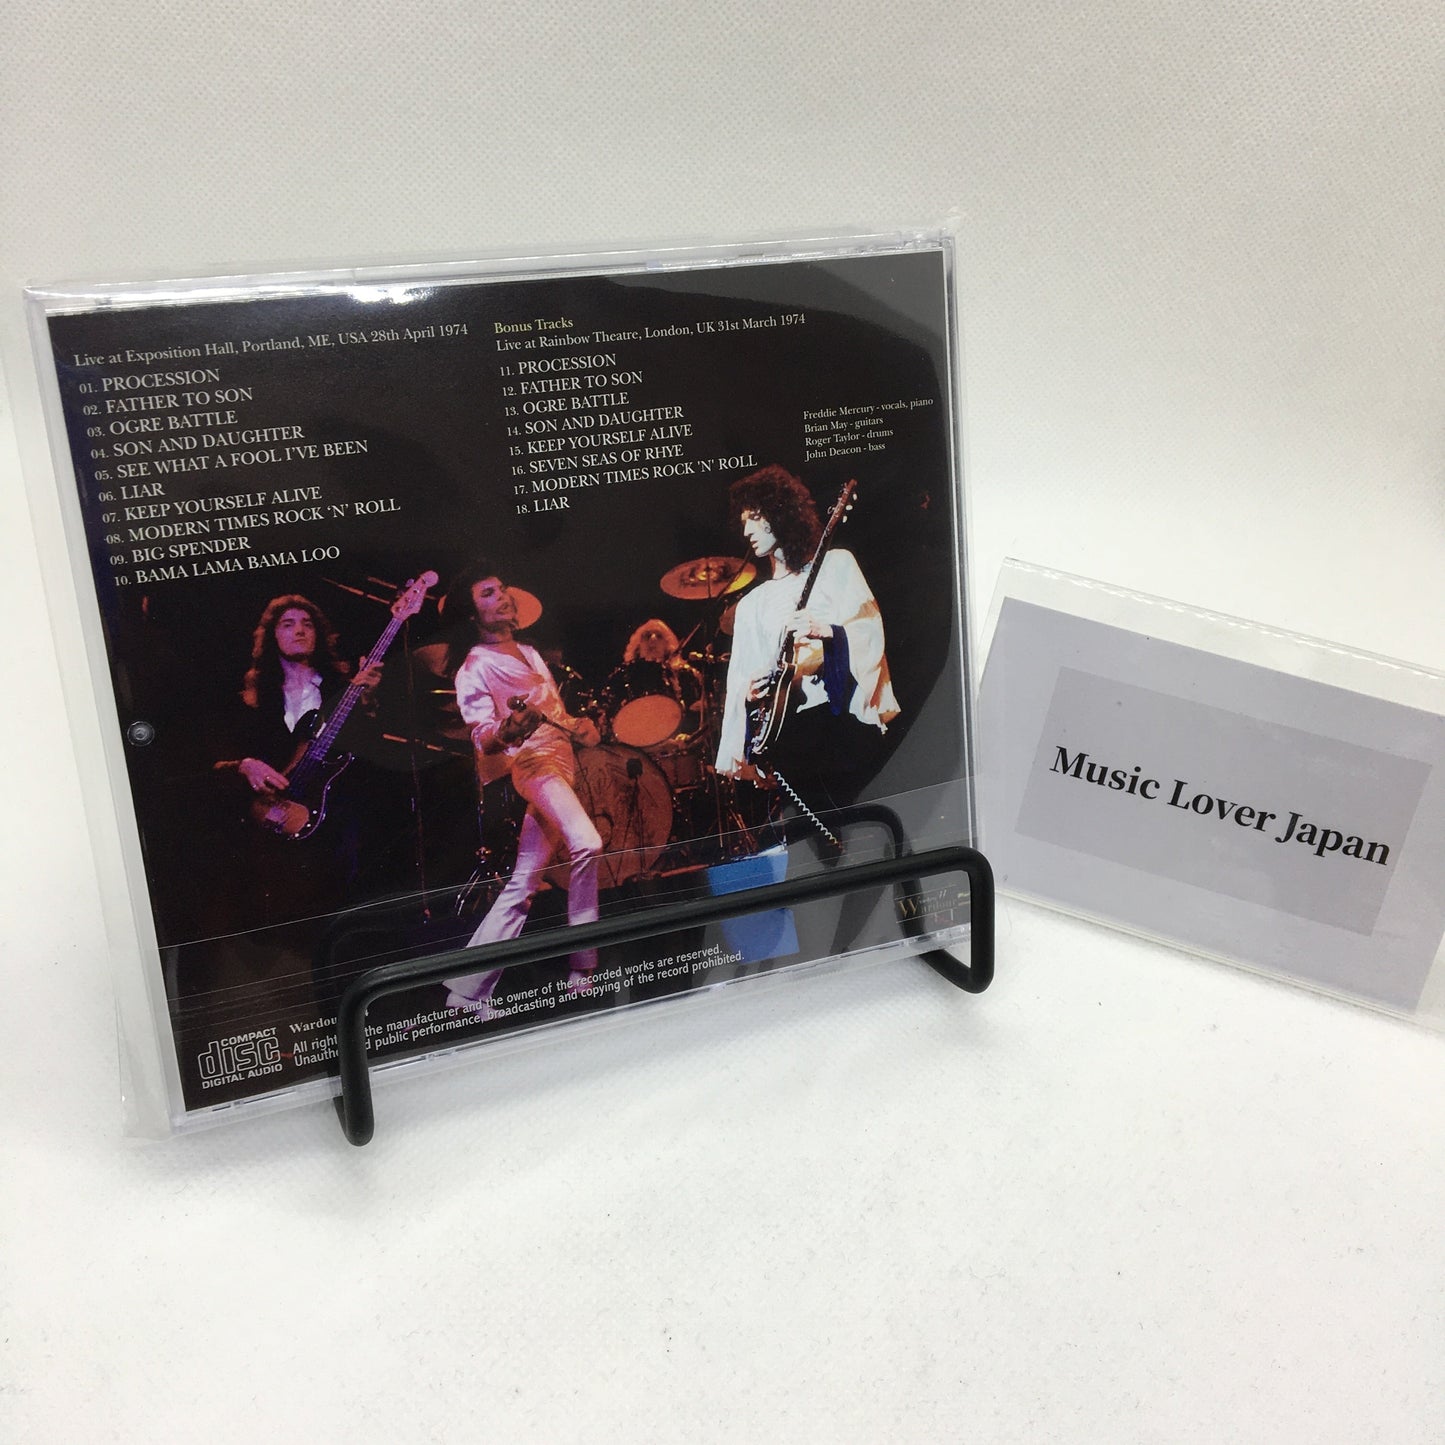 Live at Exposition Hall, Portland, ME, USA 28th April 1974
01. PROCESSION
02. FATHER TO SON
03. OGRE BATTLE
04. SON AND DAUGHTER
05. SEE WHAT A FOOL I'VE BEEN
06. LIAR
07. KEEP YOURSELF ALIVE
08. MODERN TIMES ROCK ‘N’ ROLL
09. BIG SPENDER
10. BAMA LAMA BAMA LOO
Bonus Tracks
Live at Rainbow Theatre, London, UK 31st March 1974
11. PROCESSION
12. FATHER TO SON
13. OGRE BATTLE
14. SON AND DAUGHTER
15. KEEP YOURSELF ALIVE
16. SEVEN SEAS OF RHYE
17. MODERN TIMES ROCK 'N' ROLL
18. LIAR
Freddie Mercury - vocals, piano
Brian May - guitars
Roger Taylor - drums
John Deacon - bass
Music Lover Japan
Wardour
COMPACT
disc
DIGITAL AUDIO
All the manufacturer and the owner of the recorded works are reserved.
public performance, broadcasting and copying of the record prohibited.